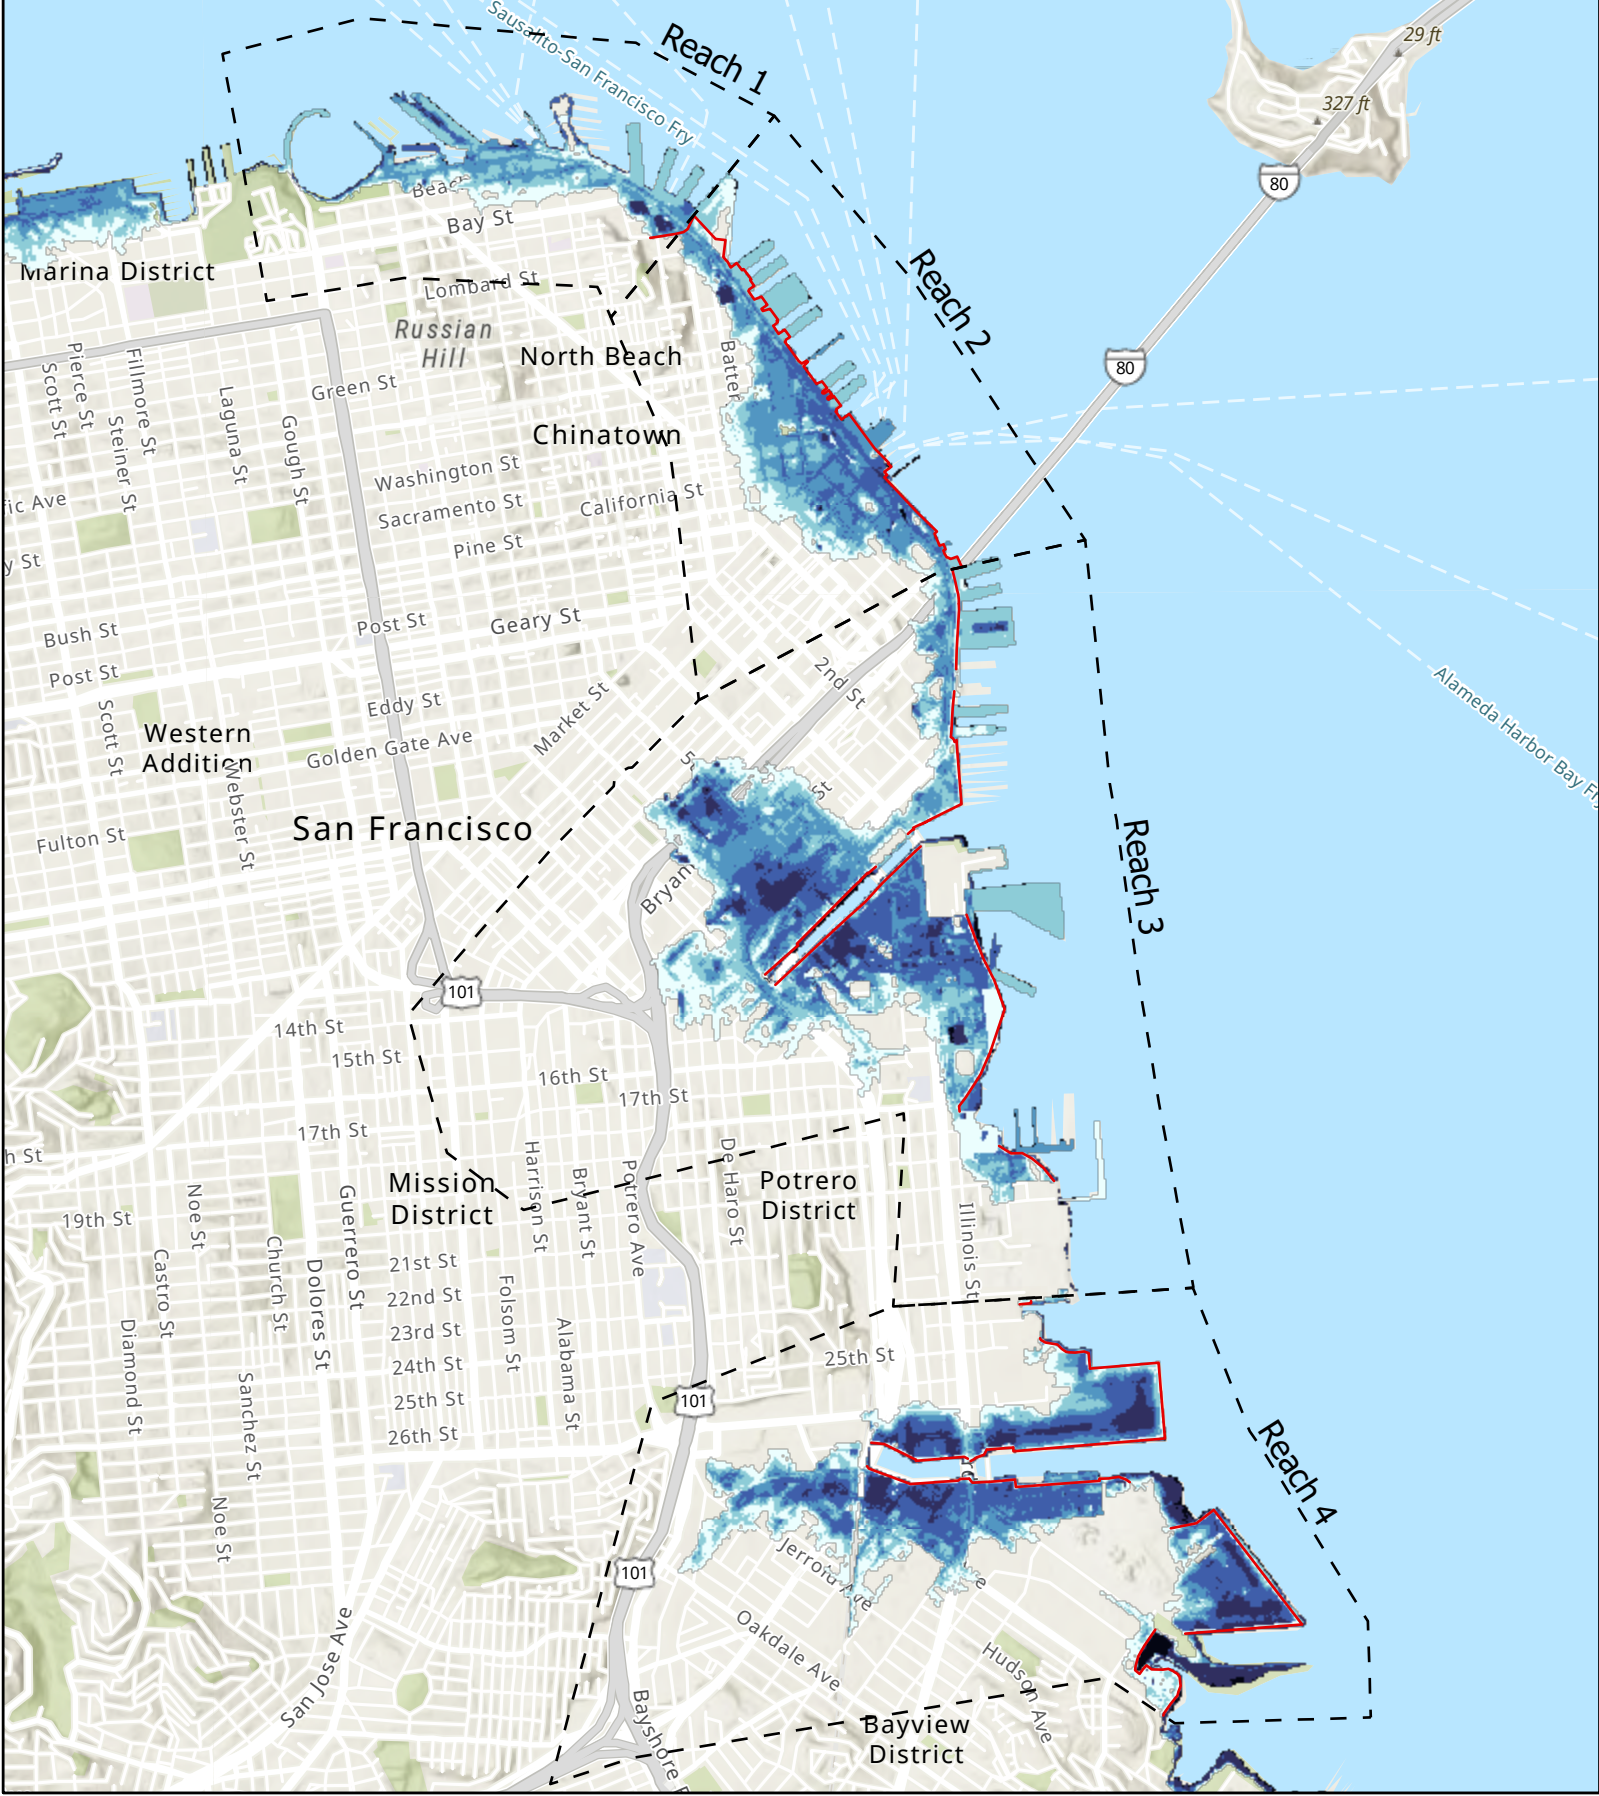 Sausalito-San Francisco Fry
Reach 1
29 ft
327 ft
80
Beach
Bay St
Marina District
Lombard St
Reach 2
Russian
Hill
North Beach
80
Pierce St
Scott St
Fillmore St
Steiner St
Laguna St
Gough St
Green St
Chinatown
Washington St
Sacramento St
California St
Pine St
Bush St
Post St
Post St
Geary St
2nd St
Alameda Harbor Bay Fry
Scott St
Eddy St
Market St
Western
Addition
Golden Gate Ave
Webster St
San Francisco
Fulton St
St
Reach 3
101
14th St
15th St
16th St
17th St
17th St
Mission
District
Potrero
District
Harrison St
Bryant St
Potrero Ave
De Haro St
Illinois St
19th St
Noe St
Castro St
Church St
Guerrero St
Dolores St
21st St
22nd St
23rd St
24th St
25th St
26th St
Folsom St
Alabama St
Diamond St
Sanchez St
Noe St
25th St
101
Reach 4
101
Jerrold Ave
Oakdale Ave
Hudson Ave
San Jose Ave
Bayshore
Bayview
District